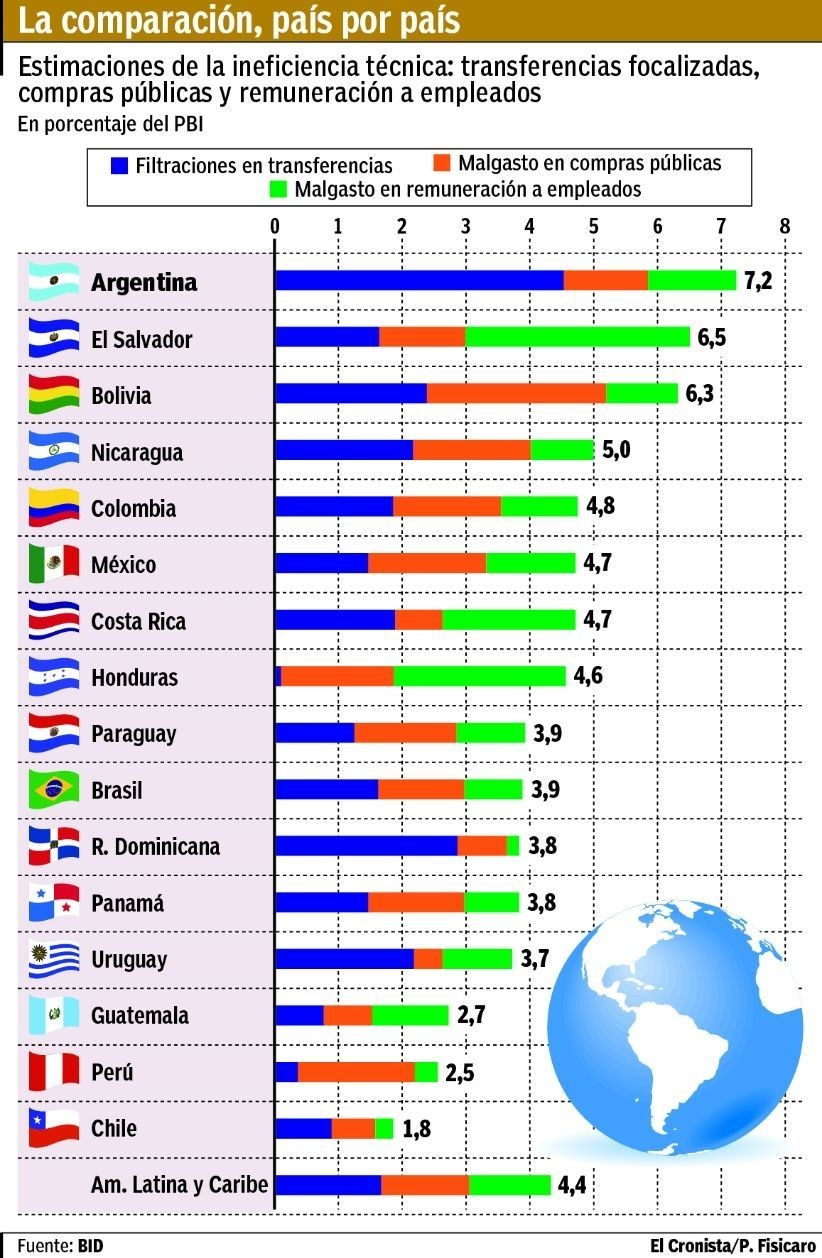 La comparación, país por país
Estimaciones de la ineficiencia técnica: transferencias focalizadas,
compras públicas y remuneración a empleados
En porcentaje del PBI
Filtraciones en transferencias Malgasto en compras públicas
Malgasto en remuneración a empleados
0 1 2 3 4 5 6 7 8
Argentina 7,2
El Salvador 6,5
Bolivia 6,3
Nicaragua 5,0
Colombia 4,8
México 4,7
Costa Rica 4,7
Honduras 4,6
Paraguay 3,9
Brasil 3,9
R. Dominicana 3,8
Panamá 3,8
Uruguay 3,7
Guatemala 2,7
Perú 2,5
Chile 1,8
Am. Latina y Caribe 4,4
Fuente: BID El Cronista/P. Fisicaro